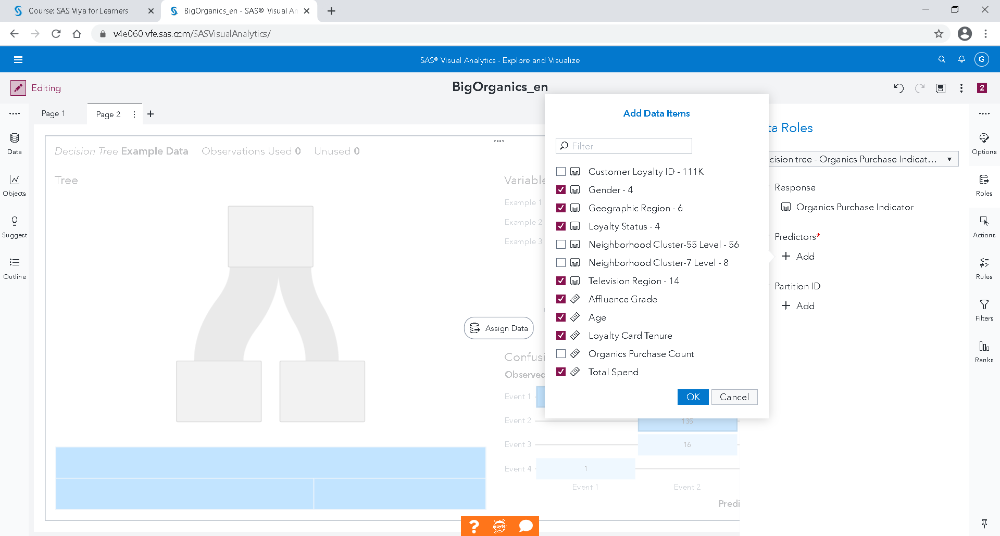 Course: SAS Viya for Learners
BigOrganics_en - SAS® Visual An
v4e060.vfe.sas.com/SASVisualAnalytics/
SAS® Visual Analytics - Explore and Visualize
G
Editing
BigOrganics_en
2
Page 1
Page 2
Data
Objects
Suggest
Outline
Decision Tree Example Data Observations Used 0 Unused 0
Tree
Variable
Example 1
Example 2
Example 3
Assign Data
Confusi
Observed
Event 1
Event 2
Event 3
Event 4
135
16
1
Event 1
Event 2
Predi
Add Data Items
Filter
Customer Loyalty ID - 111K
Gender - 4
Geographic Region - 6
Loyalty Status - 4
Neighborhood Cluster-55 Level - 56
Neighborhood Cluster-7 Level - 8
Television Region - 14
Affluence Grade
Age
Loyalty Card Tenure
Organics Purchase Count
Total Spend
OK
Cancel
ta Roles
cision tree - Organics Purchase Indicat...
Response
Organics Purchase Indicator
Predictors*
Add
Partition ID
Add
Options
Roles
Actions
Rules
Filters
Ranks
?
jupyter